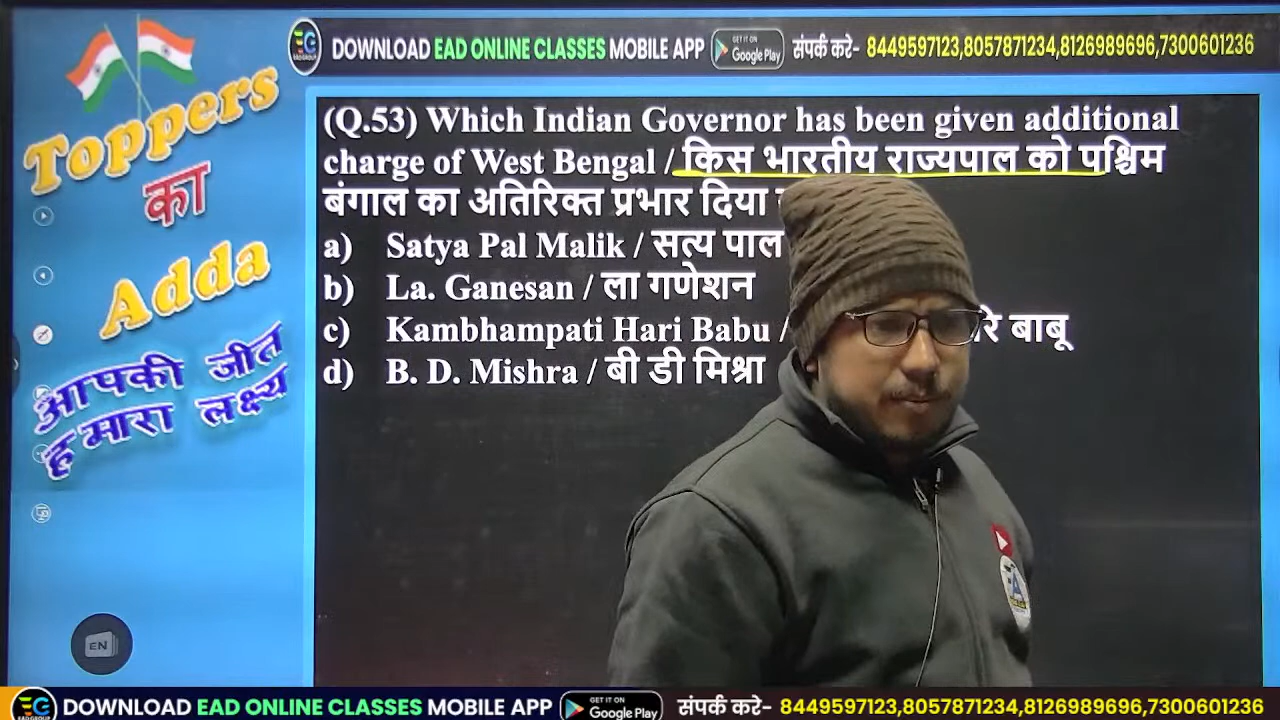 DOWNLOAD EAD ONLINE CLASSES MOBILE APP GET IT ON Google Play संपर्क करे- 8449597123,8057871234,8126989696,7300601236
Toppers
का
Adda
आपकी जीत
हमारा लक्ष्य
(Q.53) Which Indian Governor has been given additional
charge of West Bengal / किस भारतीय राज्यपाल को पश्चिम
बंगाल का अतिरिक्त प्रभार दिया
a) Satya Pal Malik / सत्य पाल
b) La. Ganesan / ला गणेशन
c) Kambhampati Hari Babu / बाबू
d) B. D. Mishra / बी डी मिश्रा
EN
DOWNLOAD EAD ONLINE CLASSES MOBILE APP GET IT ON Google Play संपर्क करे- 8449597123,8057871234,8126989696,7300601236